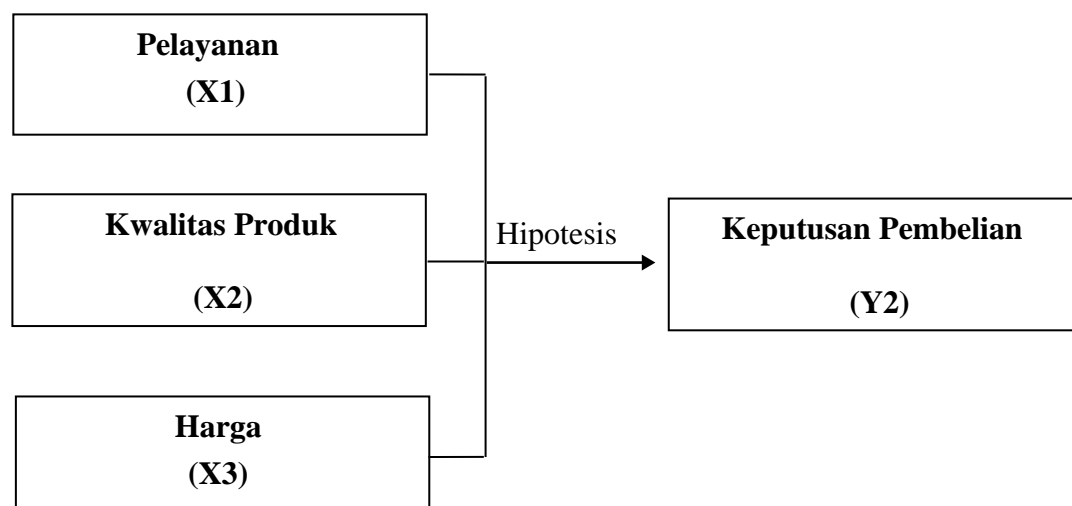 Pelayanan
(X1)
Kwalitas Produk
(X2)
Harga
(X3)
Hipotesis
Keputusan Pembelian
(Y2)